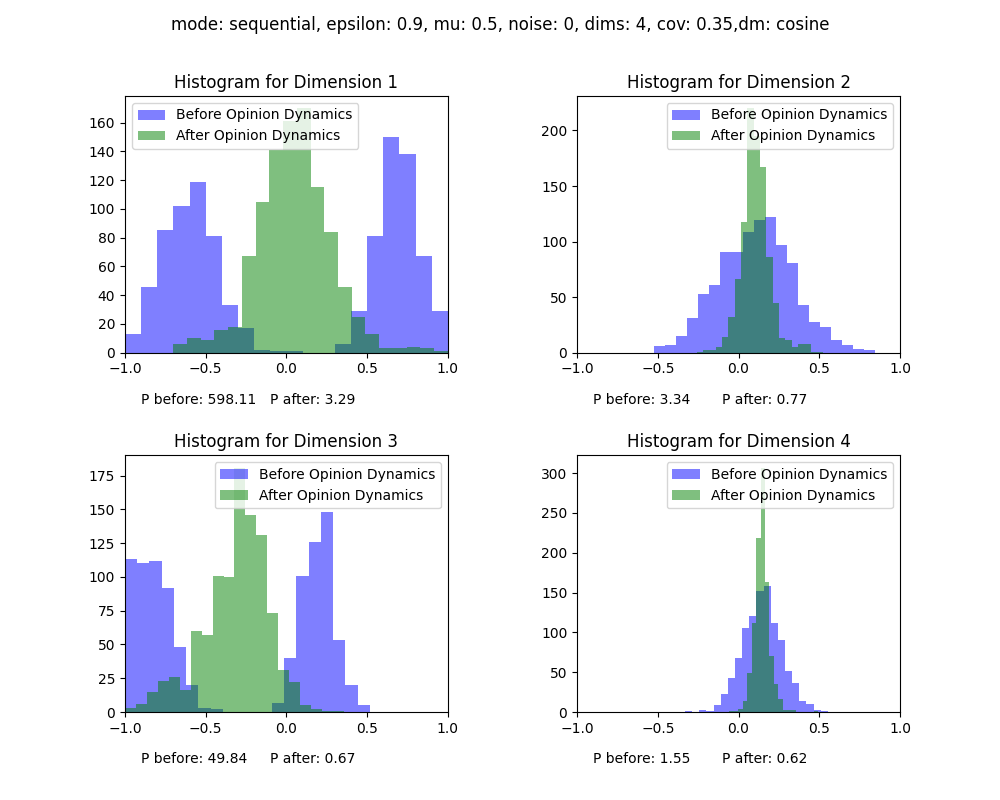 mode: sequential, epsilon: 0.9, mu: 0.5, noise: 0, dims: 4, cov: 0.35,dm: cosine
Histogram for Dimension 1
Before Opinion Dynamics
After Opinion Dynamics
160
140
120
100
80
60
40
20
0
−1.0 −0.5 0.0 0.5 1.0
P before: 598.11 P after: 3.29
Histogram for Dimension 2
Before Opinion Dynamics
After Opinion Dynamics
200
150
100
50
0
−1.0 −0.5 0.0 0.5 1.0
P before: 3.34 P after: 0.77
Histogram for Dimension 3
Before Opinion Dynamics
After Opinion Dynamics
175
150
125
100
75
50
25
0
−1.0 −0.5 0.0 0.5 1.0
P before: 49.84 P after: 0.67
Histogram for Dimension 4
Before Opinion Dynamics
After Opinion Dynamics
300
250
200
150
100
50
0
−1.0 −0.5 0.0 0.5 1.0
P before: 1.55 P after: 0.62